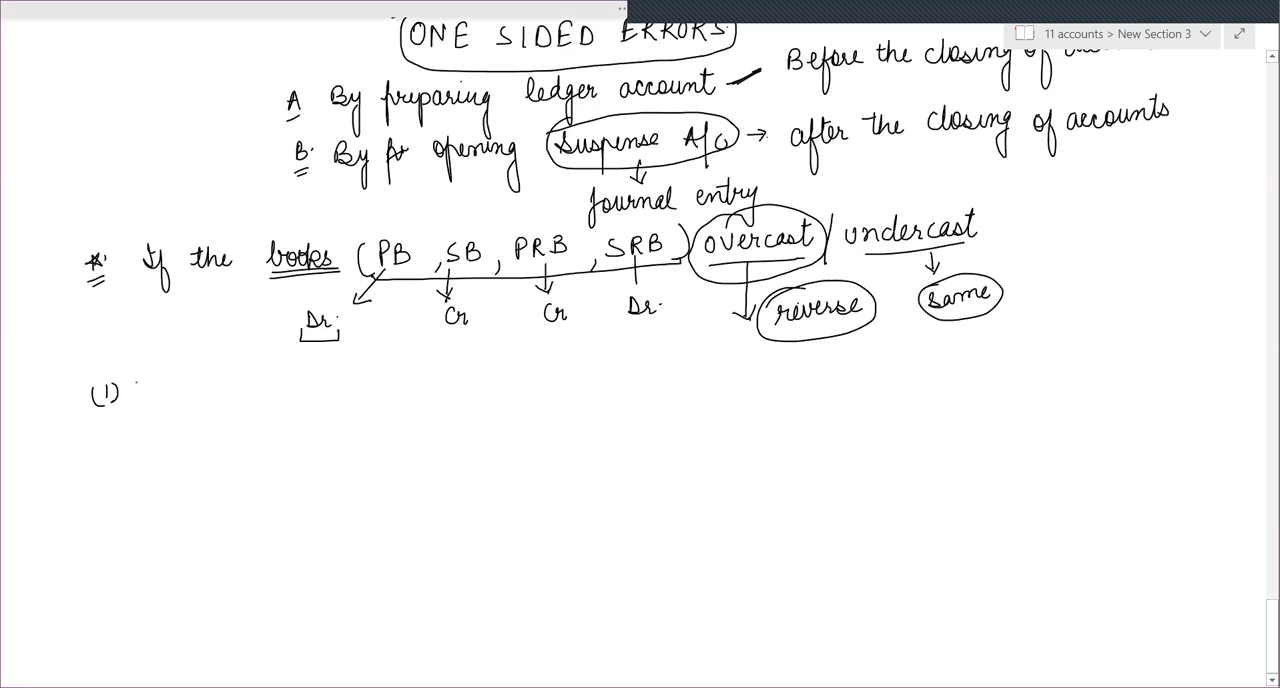 11 accounts > New Section 3
ONE SIDED ERRORS
A By preparing ledger account - Before the closing of
B. By opening Suspense A/C → after the closing of accounts
Journal entry
* If the books (PB, SB, PRB, SRB) overcast / undercast
Dr. Cr Cr Dr. reverse same
(1)